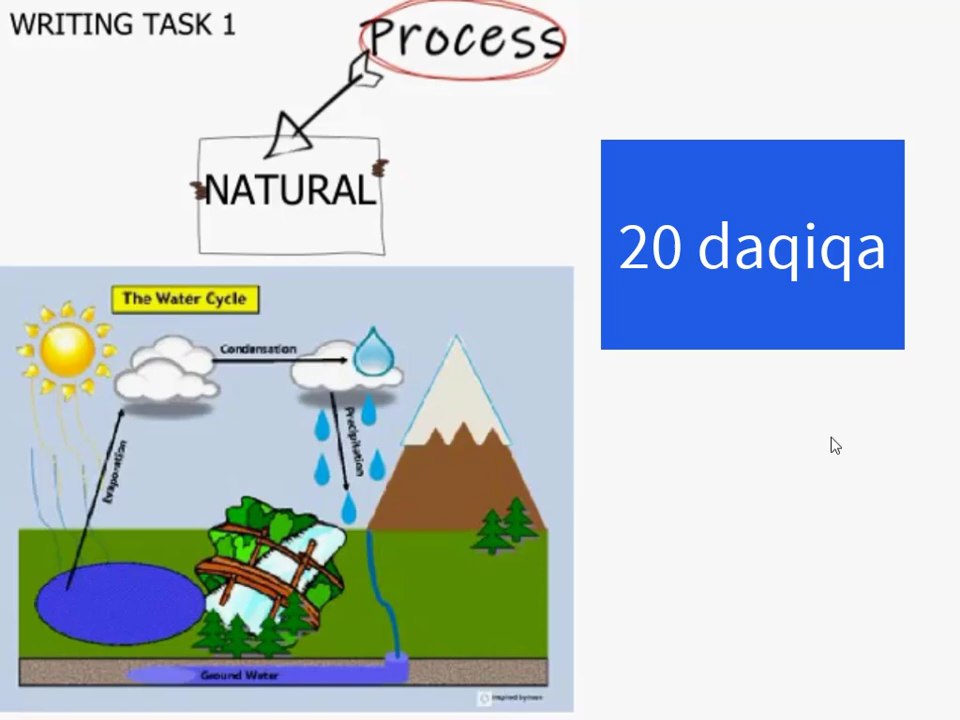 WRITING TASK 1
Process
NATURAL
20 daqiqa
The Water Cycle
Condensation
Precipitation
Evaporation
Ground Water